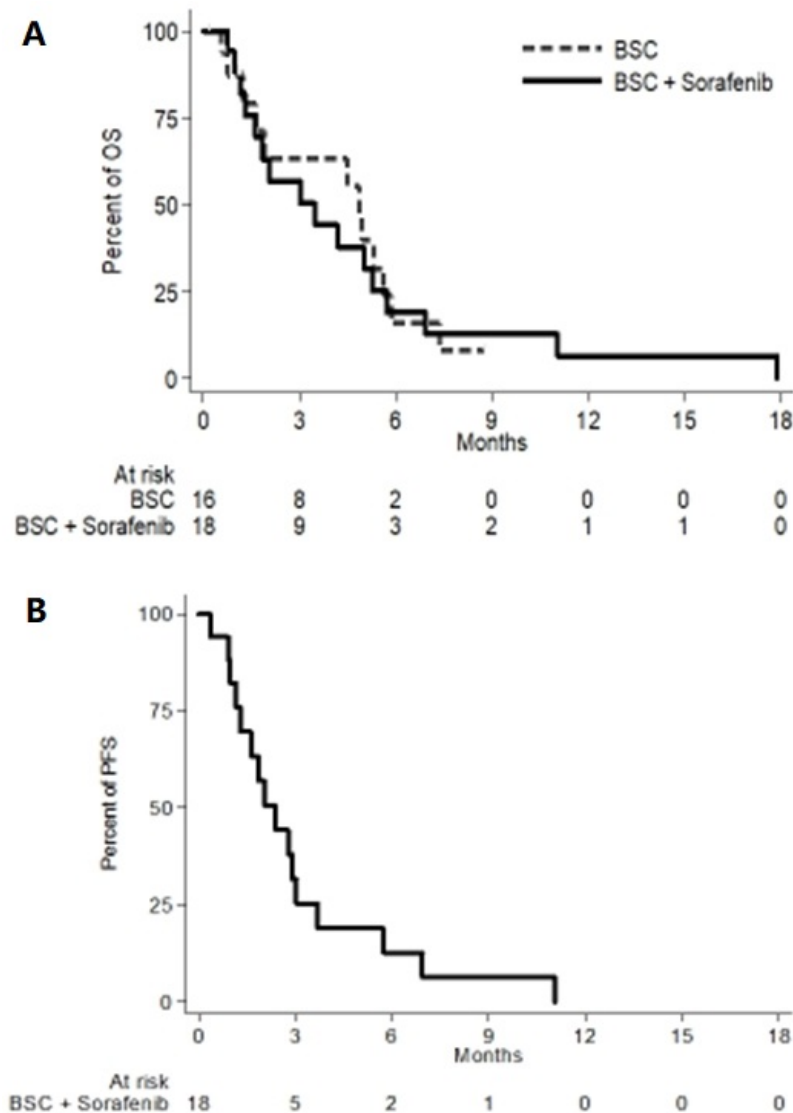 A
BSC
BSC + Sorafenib
Percent of OS
100
75
50
25
0
0 3 6 9 12 15 18
Months
At risk
BSC 16 8 2 0 0 0 0
BSC + Sorafenib 18 9 3 2 1 1 0
B
Percent of PFS
100
75
50
25
0
0 3 6 9 12 15 18
Months
At risk
BSC + Sorafenib 18 5 2 1 0 0 0